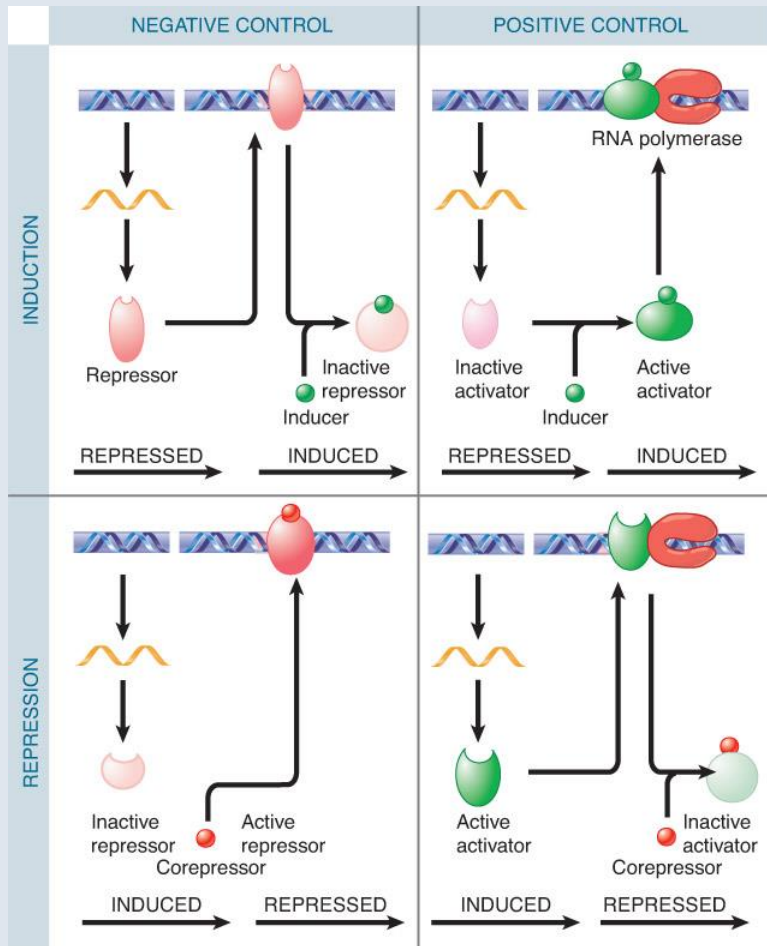 NEGATIVE CONTROL
POSITIVE CONTROL
INDUCTION
RNA polymerase
Repressor
Inactive
repressor
Inducer
Inactive
activator
Inducer
Active
activator
REPRESSED
INDUCED
REPRESSED
INDUCED
REPRESSION
Inactive
repressor
Corepressor
Active
repressor
Active
activator
Inactive
activator
Corepressor
INDUCED
REPRESSED
INDUCED
REPRESSED